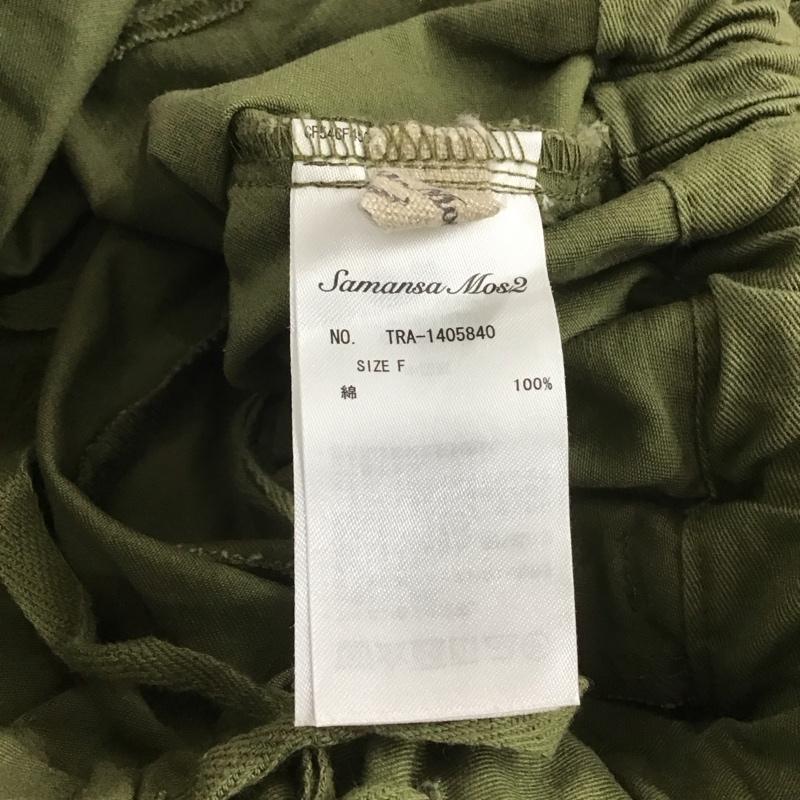 Samansa Mos2
NO. TRA-1405840
SIZE F
綿 100%